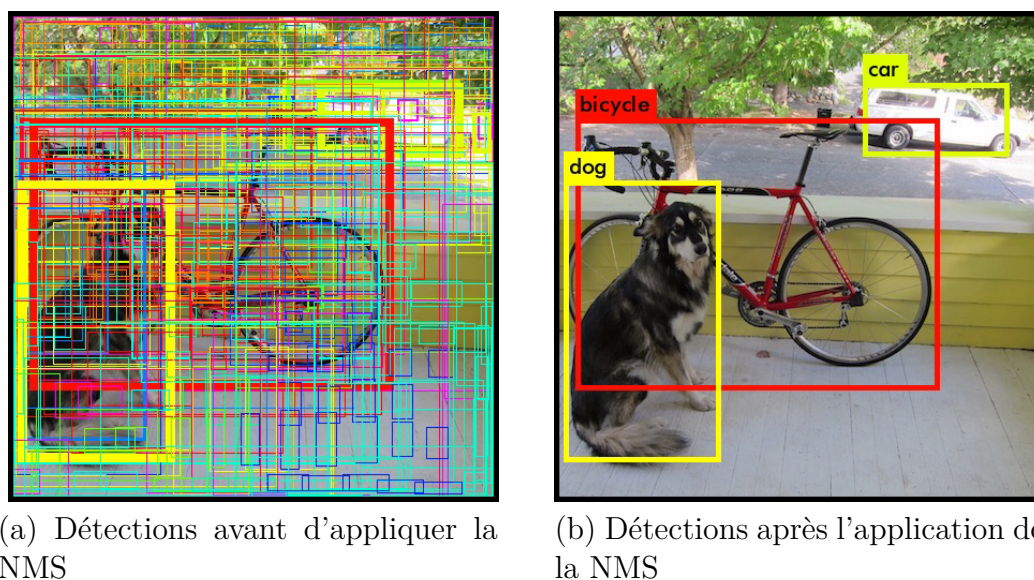 car
bicycle
dog
(a) Détections avant d'appliquer la
NMS
(b) Détections après l'application de
la NMS